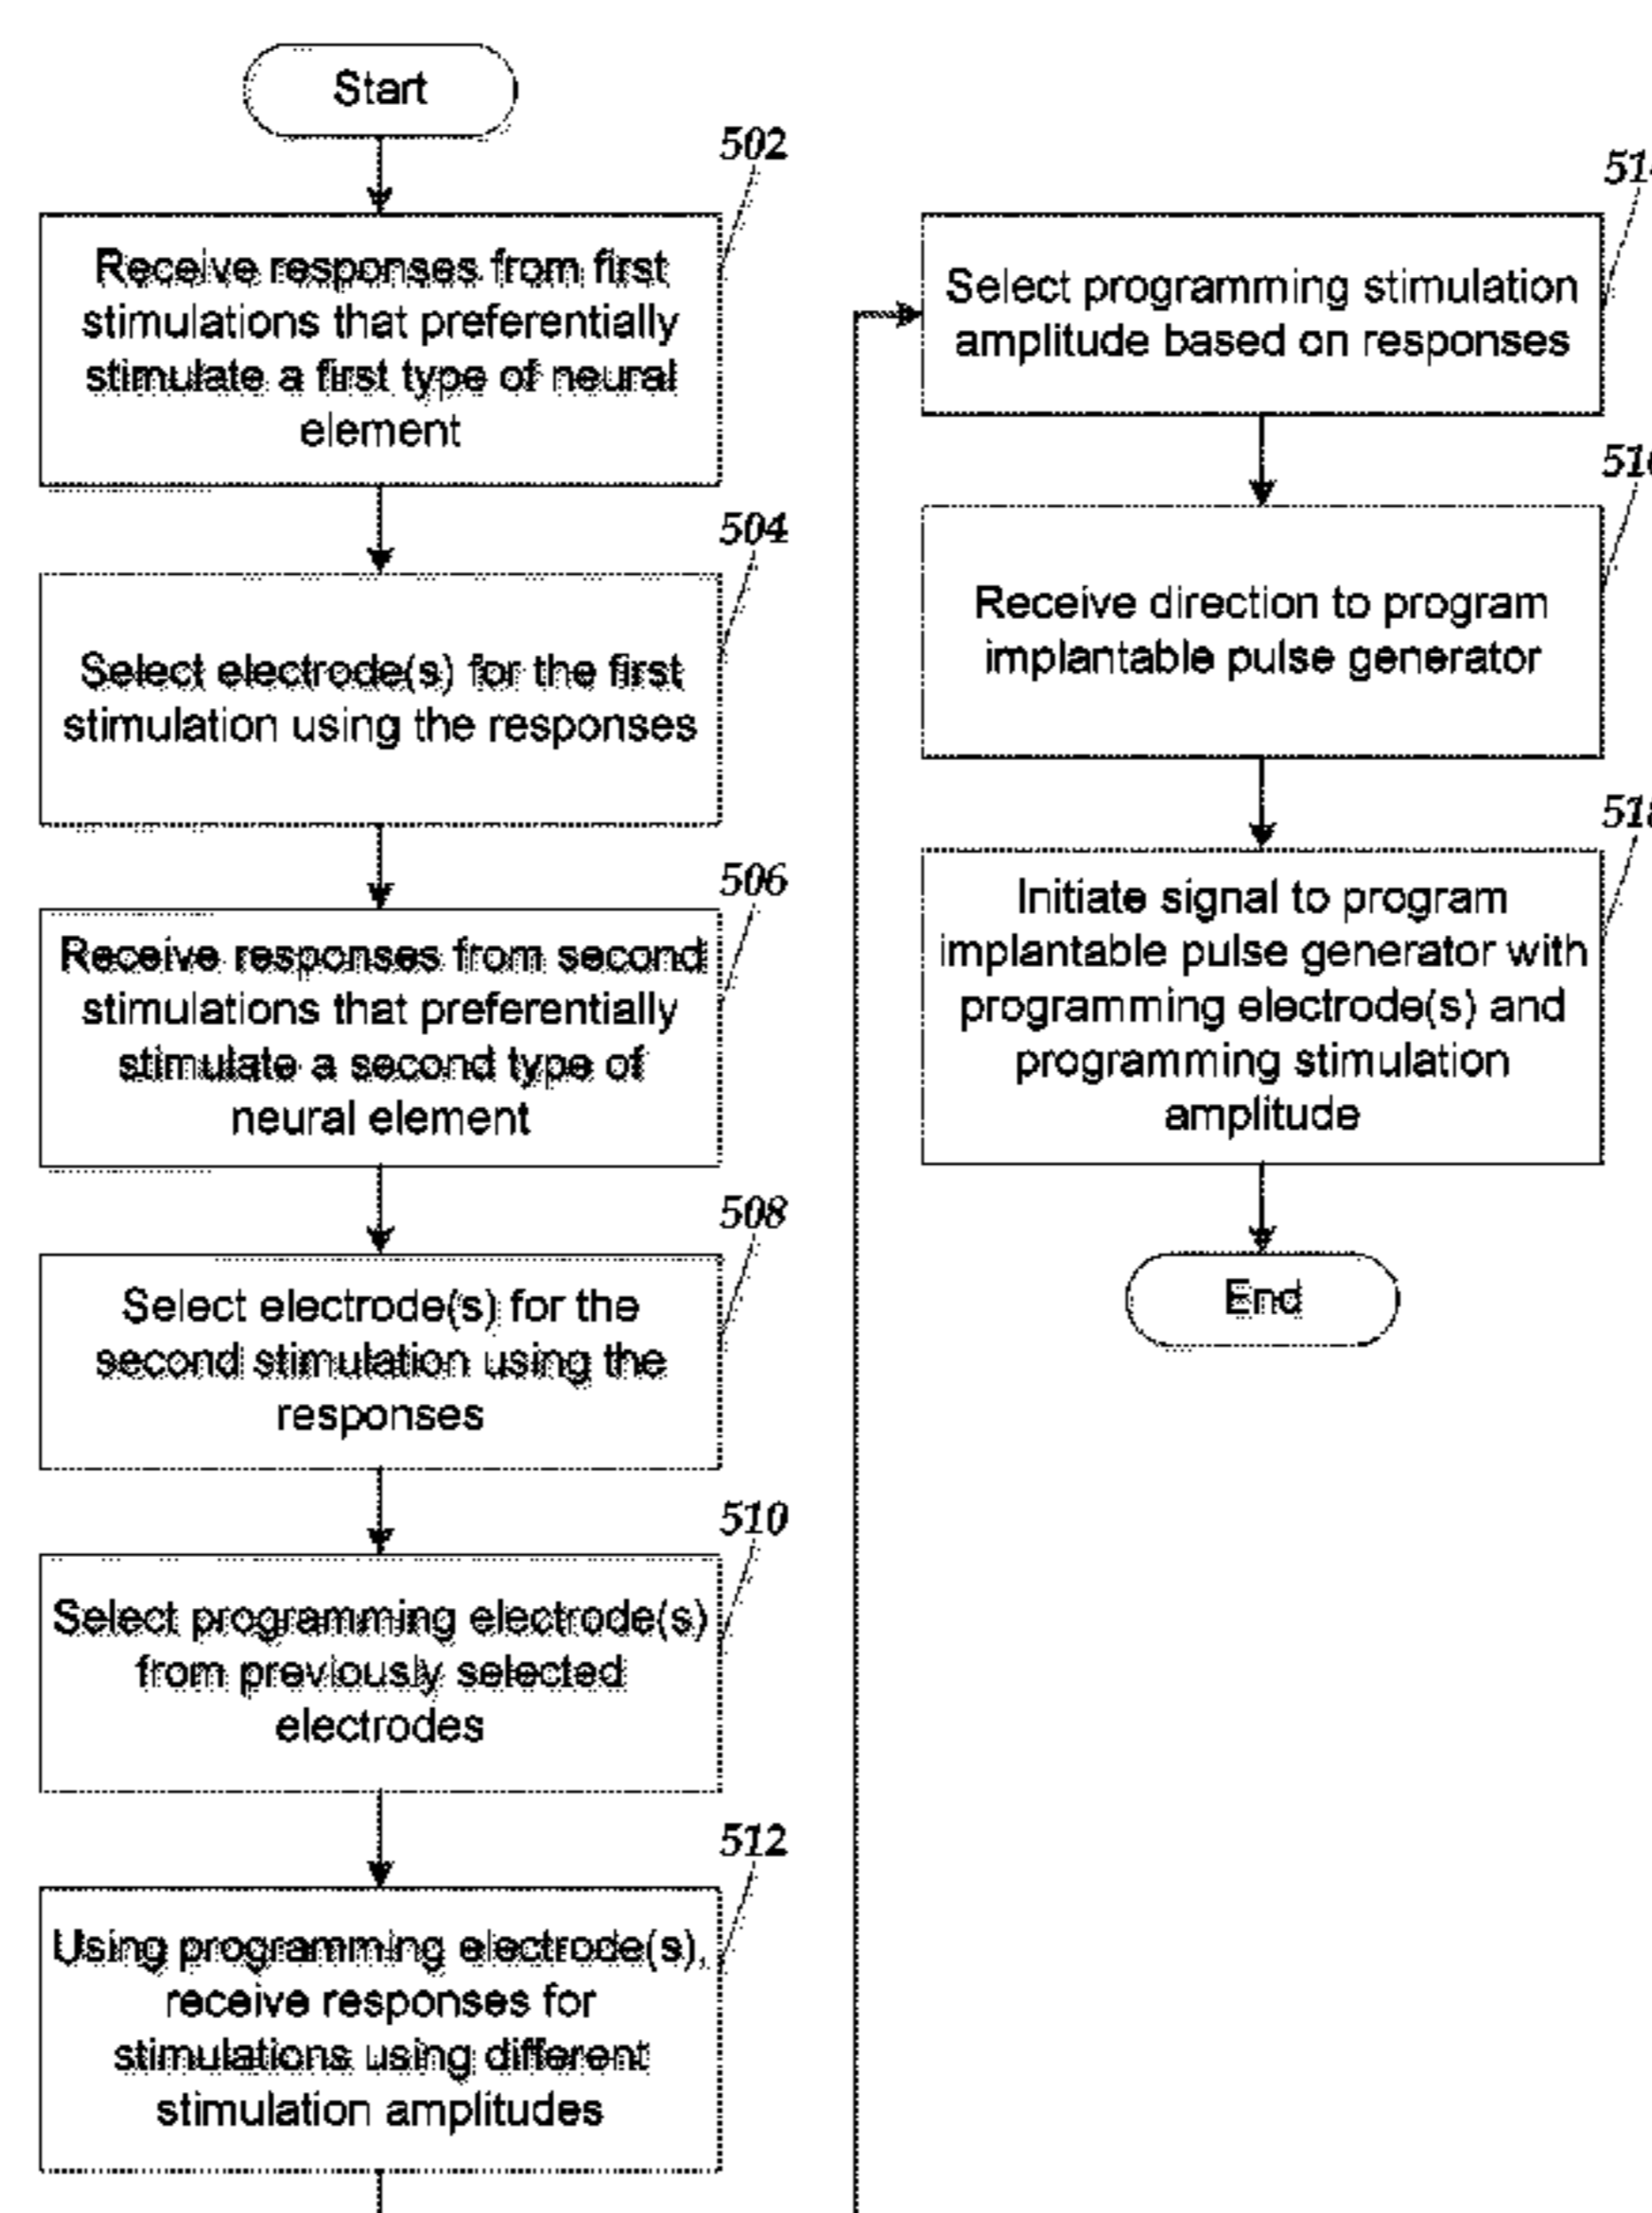 Start
502
Receive responses from first
stimulations that preferentially
stimulate a first type of neural
element
504
Select electrode(s) for the first
stimulation using the responses
506
Receive responses from second
stimulations that preferentially
stimulate a second type of
neural element
508
Select electrode(s) for the
second stimulation using the
responses
510
Select programming electrode(s)
from previously selected
electrodes
512
Using programming electrode(s),
receive responses for
stimulations using different
stimulation amplitudes
Select programming stimulation
amplitude based on responses
Receive direction to program
implantable pulse generator
Initiate signal to program
implantable pulse generator with
programming electrode(s) and
programming stimulation
amplitude
End